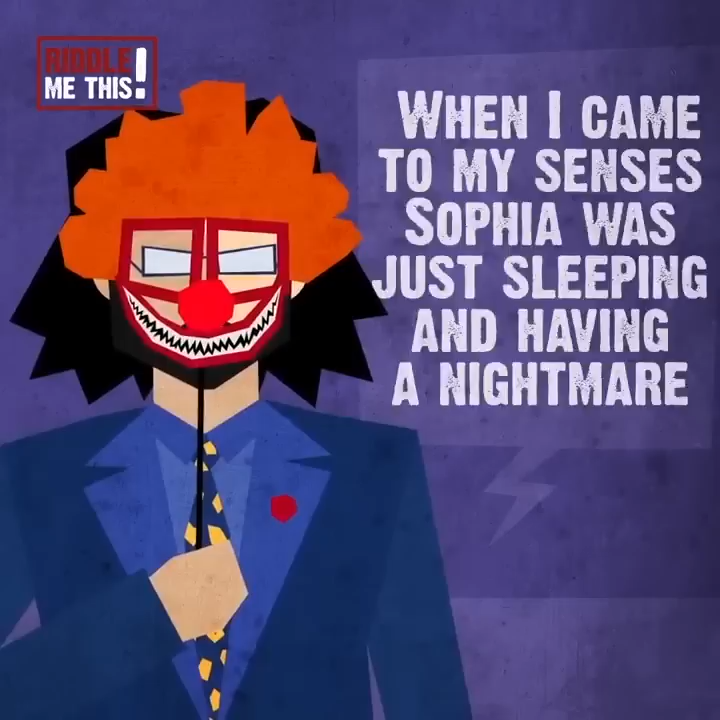 RIDDLE
ME THIS!
WHEN I CAME
TO MY SENSES
SOPHIA WAS
JUST SLEEPING
AND HAVING
A NIGHTMARE